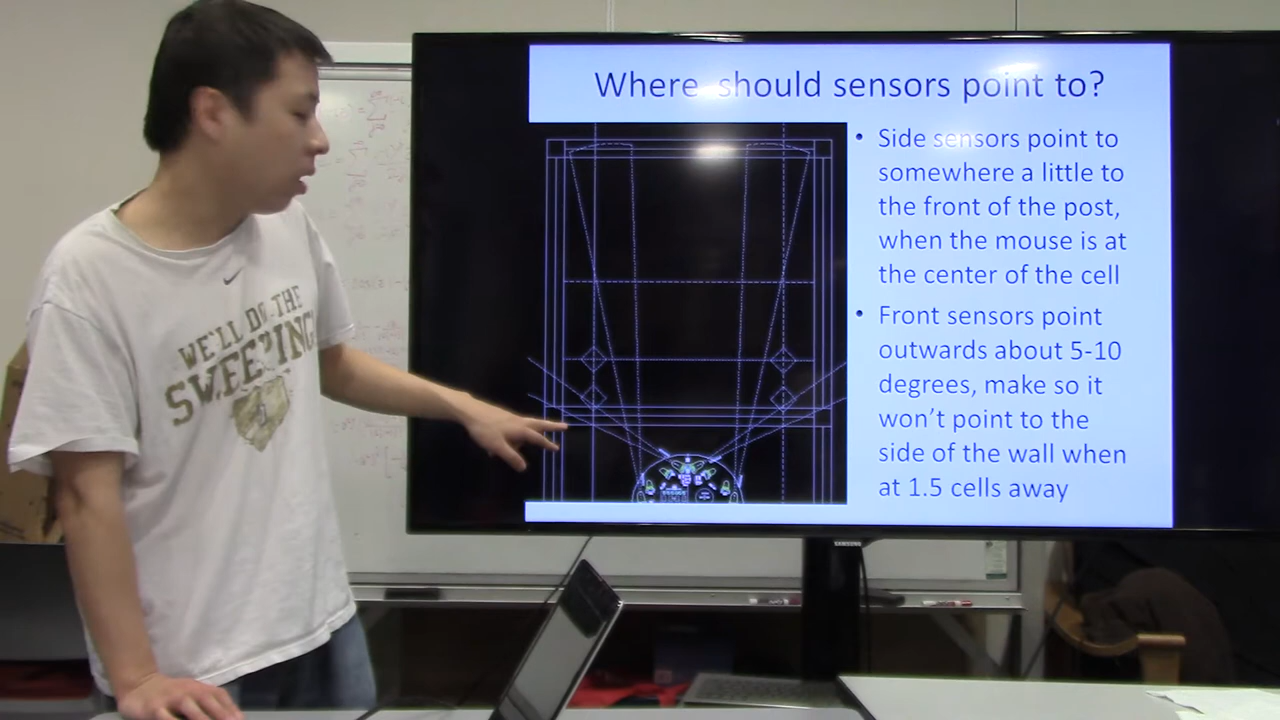 Where should sensors point to?
• Side sensors point to
somewhere a little to
the front of the post,
when the mouse is at
the center of the cell
• Front sensors point
outwards about 5-10
degrees, make so it
won't point to the
side of the wall when
at 1.5 cells away
WE'LL DO THE
SWEEPING!
SAMSUNG